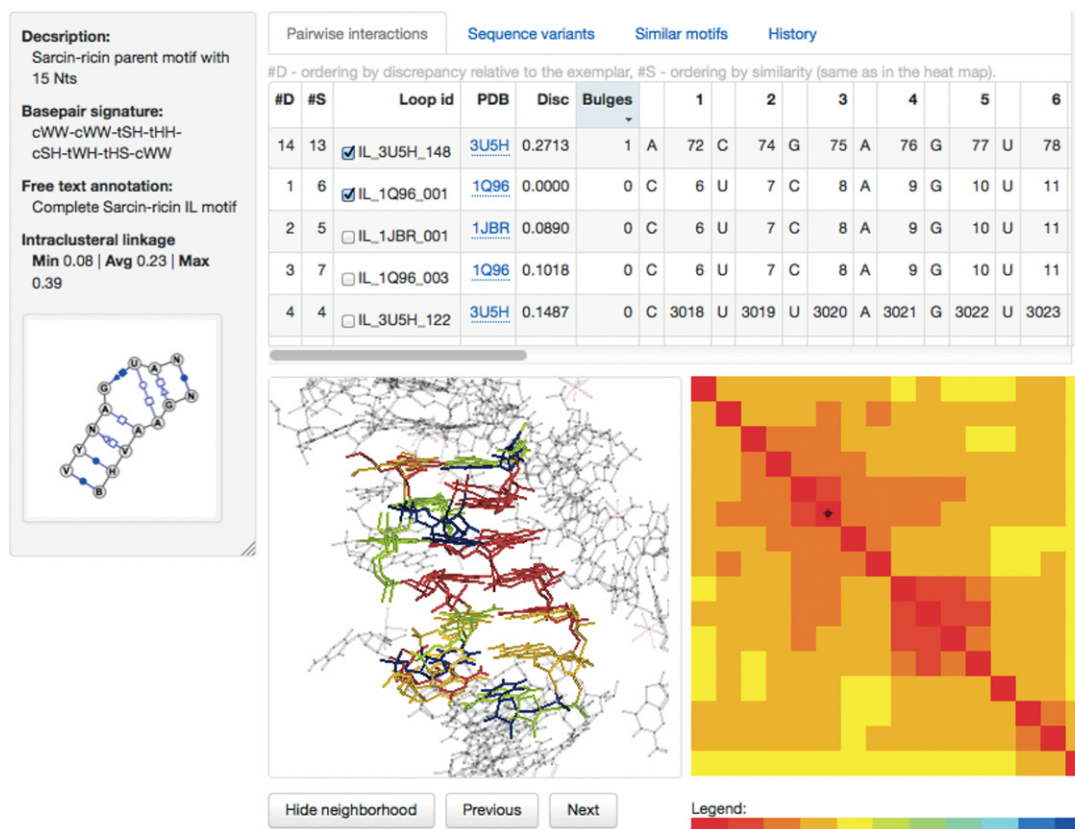 Decsription:
Sarcin-ricin parent motif with
15 Nts
Basepair signature:
cWW-cWW-tSH-tHH-
cSH-tWH-tHS-cWW
Free text annotation:
Complete Sarcin-ricin IL motif
Intraclusteral linkage
Min 0.08 | Avg 0.23 | Max
0.39
U A N
G N
A G
N A
Y A
V V
B H
Pairwise interactions Sequence variants Similar motifs History
#D - ordering by discrepancy relative to the exemplar, #S - ordering by similarity (same as in the heat map).
#D #S Loop id PDB Disc Bulges 1 2 3 4 5 6
14 13 IL_3U5H_148 3U5H 0.2713 1 A 72 C 74 G 75 A 76 G 77 U 78
1 6 IL_1Q96_001 1Q96 0.0000 0 C 6 U 7 C 8 A 9 G 10 U 11
2 5 IL_1JBR_001 1JBR 0.0890 0 C 6 U 7 C 8 A 9 G 10 U 11
3 7 IL_1Q96_003 1Q96 0.1018 0 C 6 U 7 C 8 A 9 G 10 U 11
4 4 IL_3U5H_122 3U5H 0.1487 0 C 3018 U 3019 U 3020 A 3021 G 3022 U 3023
Hide neighborhood Previous Next
Legend: